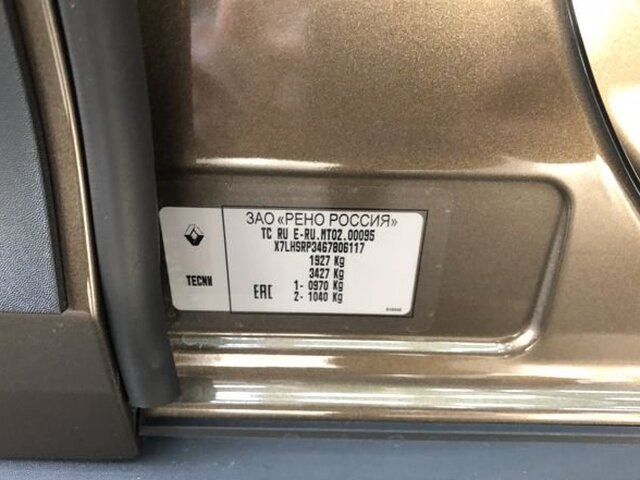 ЗАО «РЕНО РОССИЯ»
TC RU E-RU.MT02.00095
X7LHSRP3467806117
1927 Kg
3427 Kg
1- 0970 Kg
2- 1040 Kg
ТЕСNN
EAC